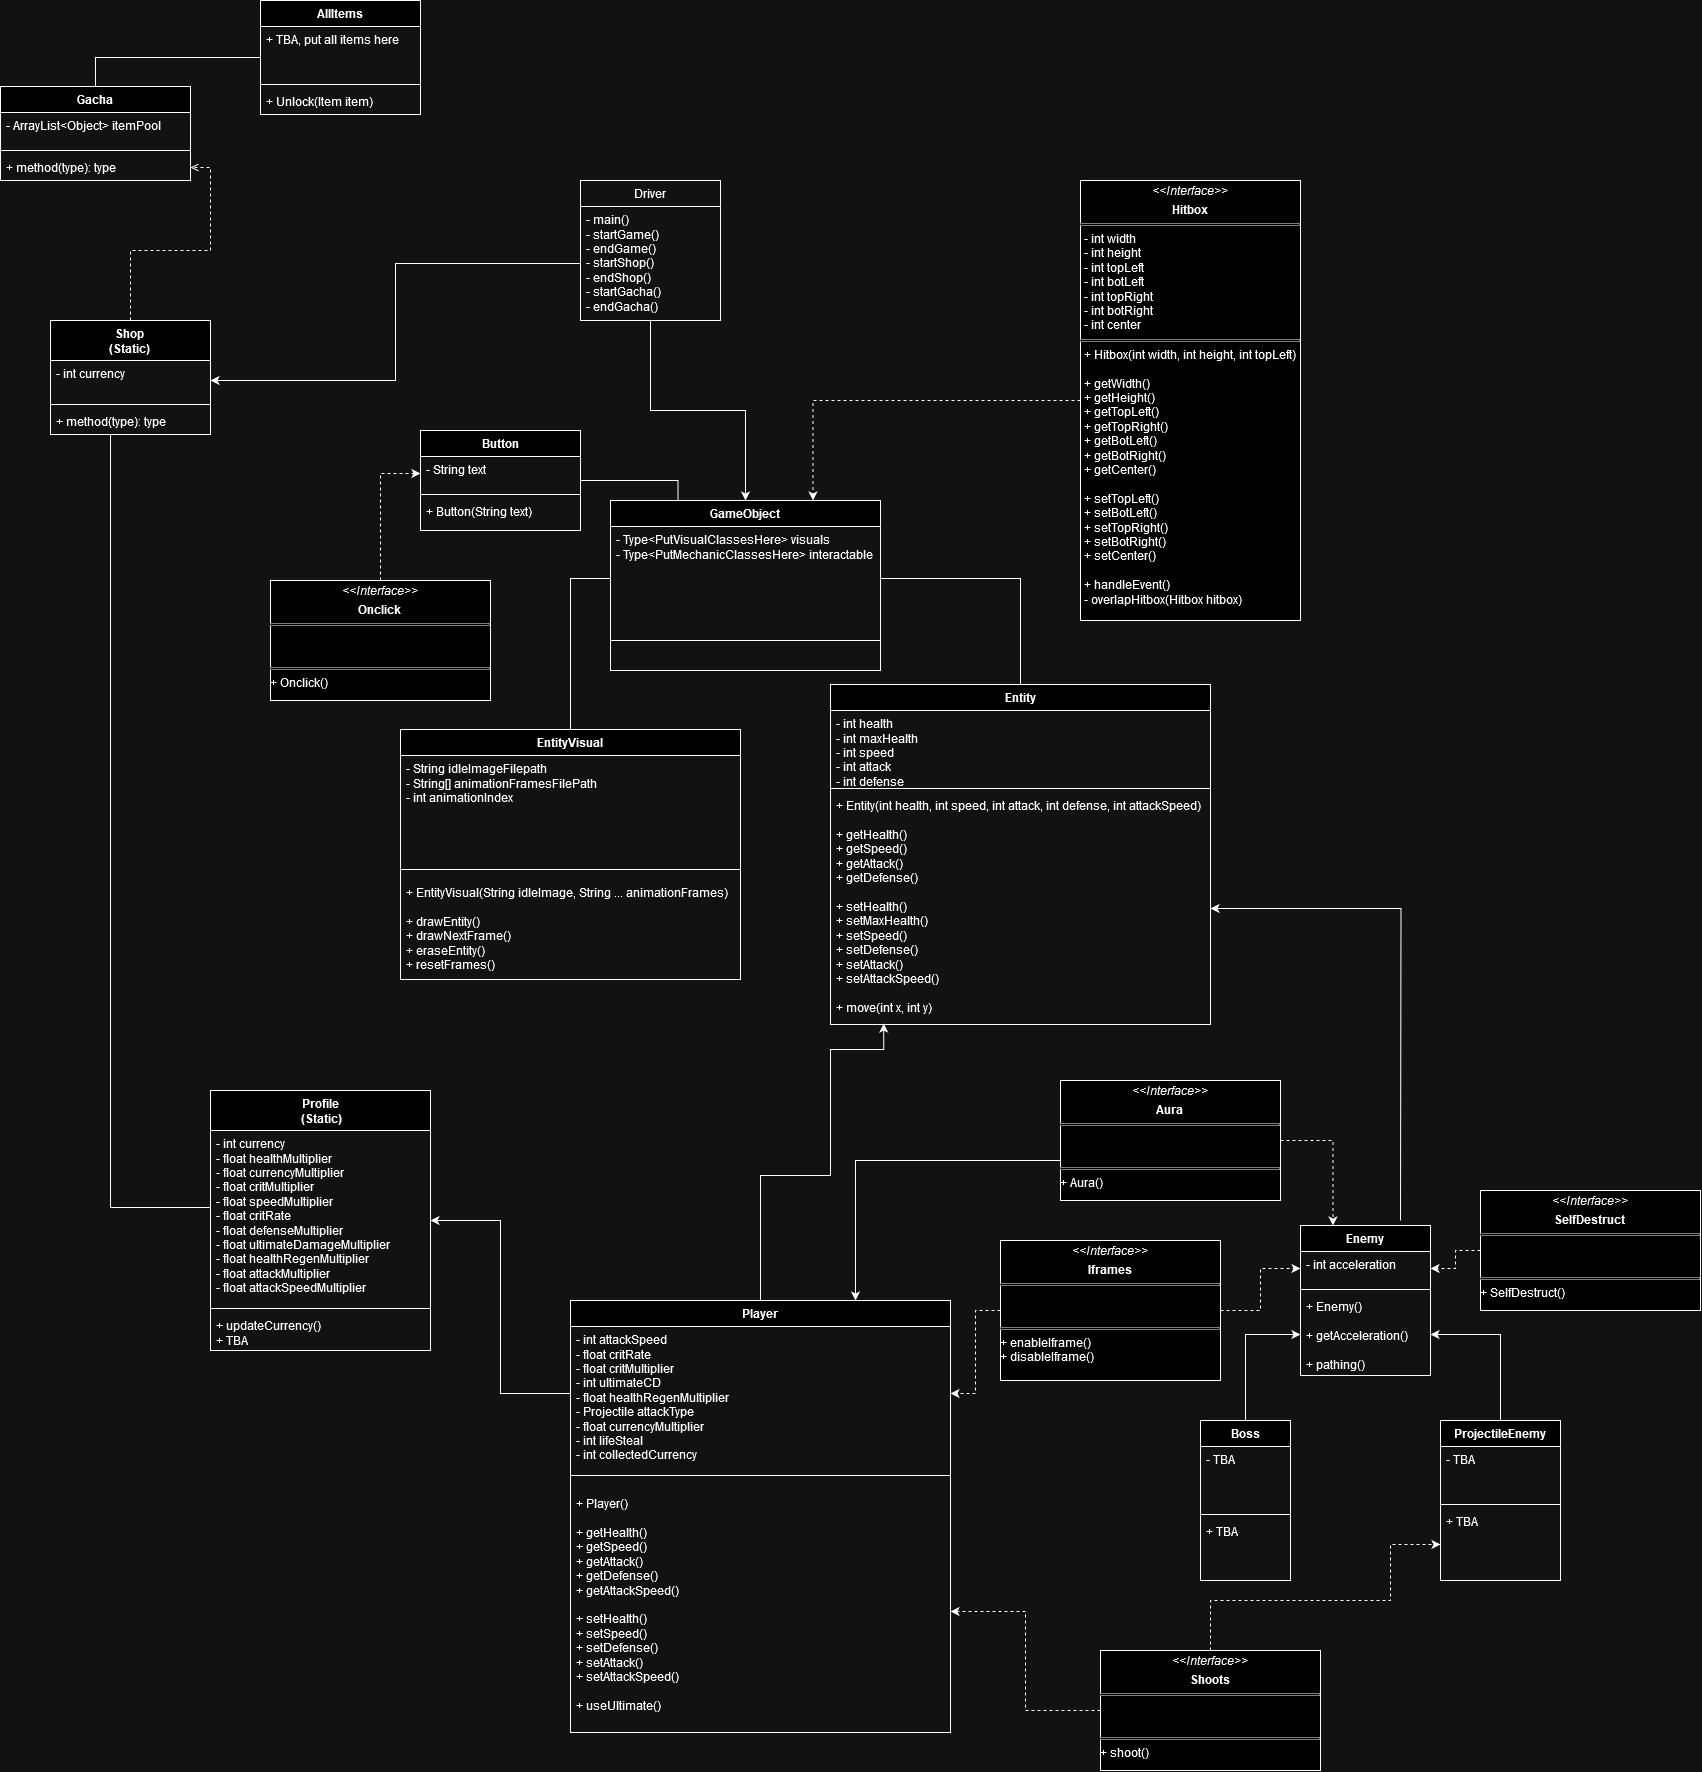 AllItems
+ TBA, put all items here
+ Unlock(Item item)
Gacha
- ArrayList<Object> itemPool
+ method(type): type
Driver
- main()
- startGame()
- endGame()
- startShop()
- endShop()
- startGacha()
- endGacha()
<<Interface>>
Hitbox
- int width
- int height
- int topLeft
- int botLeft
- int topRight
- int botRight
- int center
+ Hitbox(int width, int height, int topLeft)
+ getWidth()
+ getHeight()
+ getTopLeft()
+ getTopRight()
+ getBotLeft()
+ getBotRight()
+ getCenter()
+ setTopLeft()
+ setBotLeft()
+ setTopRight()
+ setBotRight()
+ setCenter()
+ handleEvent()
- overlapHitbox(Hitbox hitbox)
Shop
(Static)
- int currency
+ method(type): type
Button
- String text
+ Button(String text)
GameObject
- Type<PutVisualClassesHere> visuals
- Type<PutMechanicClassesHere> interactable
<<Interface>>
Onclick
+ Onclick()
Entity
- int health
- int maxHealth
- int speed
- int attack
- int defense
+ Entity(int health, int speed, int attack, int defense, int attackSpeed)
+ getHealth()
+ getSpeed()
+ getAttack()
+ getDefense()
+ setHealth()
+ setMaxHealth()
+ setSpeed()
+ setDefense()
+ setAttack()
+ setAttackSpeed()
+ move(int x, int y)
EntityVisual
- String idleImageFilepath
- String[] animationFramesFilePath
- int animationIndex
+ EntityVisual(String idleImage, String ... animationFrames)
+ drawEntity()
+ drawNextFrame()
+ eraseEntity()
+ resetFrames()
Profile
(Static)
- int currency
- float healthMultiplier
- float currencyMultiplier
- float critMultiplier
- float speedMultiplier
- float critRate
- float defenseMultiplier
- float ultimateDamageMultiplier
- float healthRegenMultiplier
- float attackMultiplier
- float attackSpeedMultiplier
+ updateCurrency()
+ TBA
<<Interface>>
Aura
+ Aura()
<<Interface>>
SelfDestruct
+ SelfDestruct()
Enemy
- int acceleration
+ Enemy()
+ getAcceleration()
+ pathing()
<<Interface>>
Iframes
+ enableIframe()
+ disableIframe()
Player
- int attackSpeed
- float critRate
- float critMultiplier
- int ultimateCD
- float healthRegenMultiplier
- Projectile attackType
- float currencyMultiplier
- int lifeSteal
- int collectedCurrency
+ Player()
+ getHealth()
+ getSpeed()
+ getAttack()
+ getDefense()
+ getAttackSpeed()
+ setHealth()
+ setSpeed()
+ setDefense()
+ setAttack()
+ setAttackSpeed()
+ useUltimate()
Boss
- TBA
+ TBA
ProjectileEnemy
- TBA
+ TBA
<<Interface>>
Shoots
+ shoot()